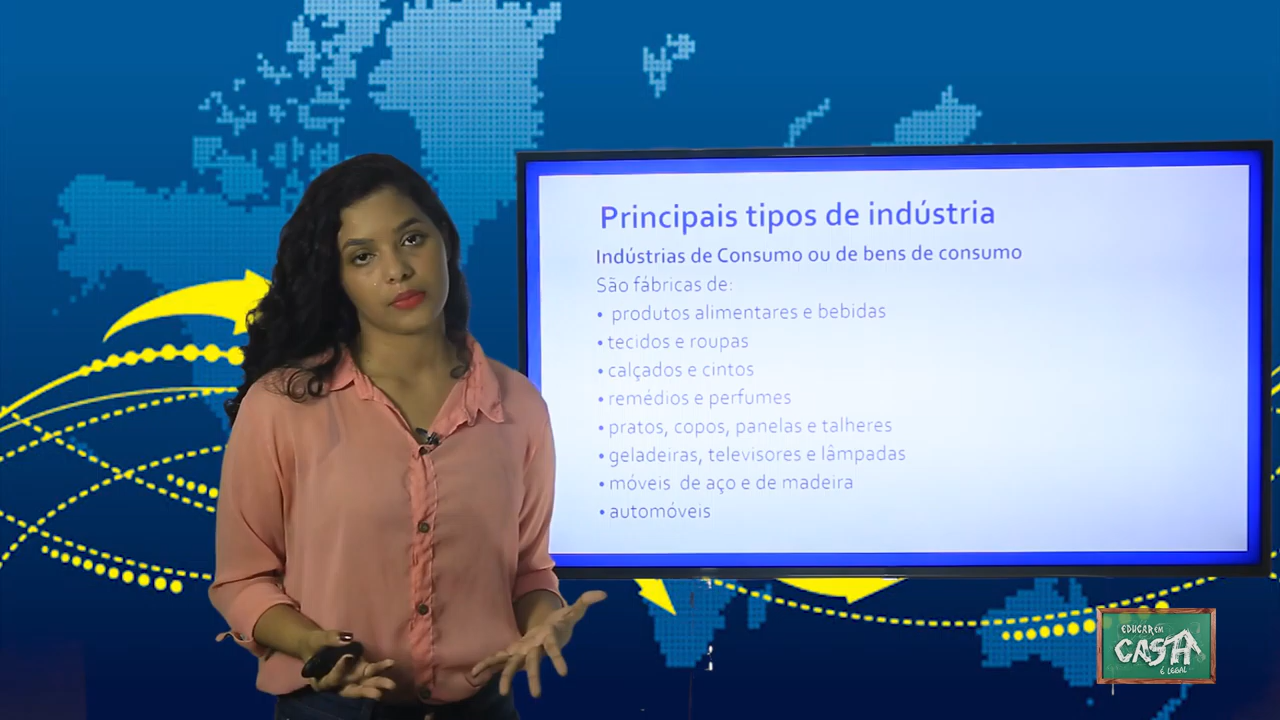 Principais tipos de indústria
Indústrias de Consumo ou de bens de consumo
São fábricas de:
• produtos alimentares e bebidas
• tecidos e roupas
• calçados e cintos
• remédios e perfumes
• pratos, copos, panelas e talheres
• geladeiras, televisores e lâmpadas
• móveis de aço e de madeira
• automóveis
EDUCAR EM
CASA
É LEGAL